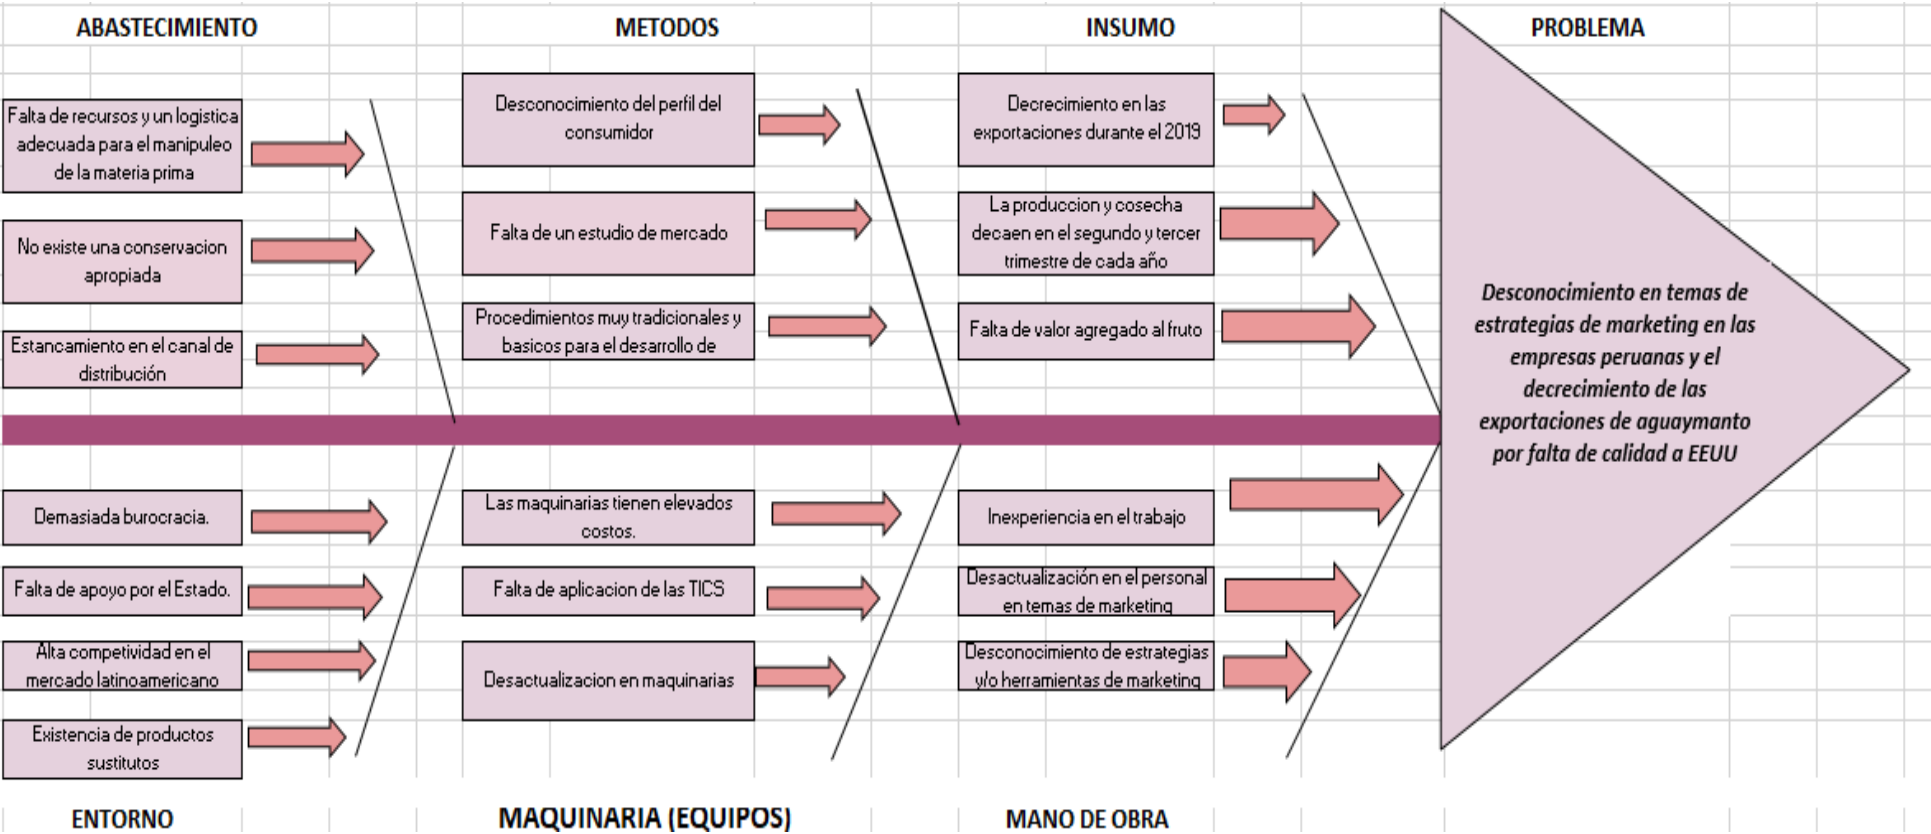 ABASTECIMIENTO
METODOS
INSUMO
PROBLEMA
Falta de recursos y un logistica
adecuada para el manipuleo
de la materia prima
No existe una conservacion
apropiada
Estancamiento en el canal de
distribución
Desconocimiento del perfil del
consumidor
Falta de un estudio de mercado
Procedimientos muy tradicionales y
basicos para el desarrollo de
Decrecimiento en las
exportaciones durante el 2019
La produccion y cosecha
decaen en el segundo y tercer
trimestre de cada año
Falta de valor agregado al fruto
Desconocimiento en temas de
estrategias de marketing en las
empresas peruanas y el
decrecimiento de las
exportaciones de aguaymanto
por falta de calidad a EEUU
Demasiada burocracia.
Falta de apoyo por el Estado.
Alta competividad en el
mercado latinoamericano
Existencia de productos
sustitutos
Las maquinarias tienen elevados
costos.
Falta de aplicacion de las TICS
Desactualizacion en maquinarias
Inexperiencia en el trabajo
Desactualización en el personal
en temas de marketing
Desconocimiento de estrategias
y/o herramientas de marketing
ENTORNO
MAQUINARIA (EQUIPOS)
MANO DE OBRA